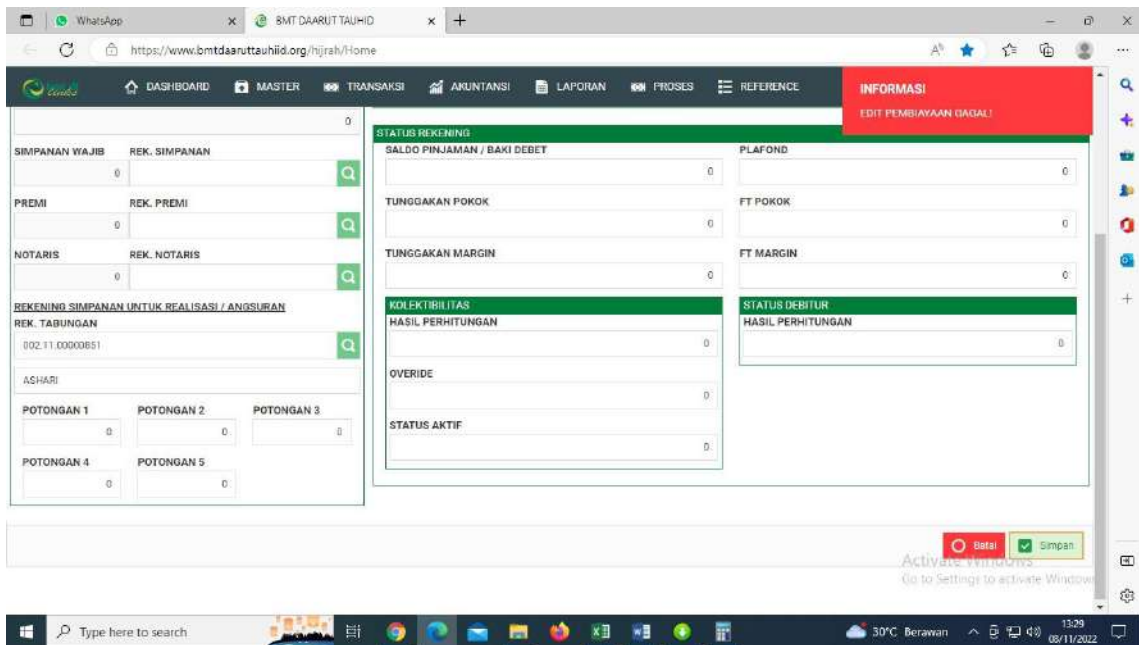 WhatsApp
BMT DAARUT TAUHID
https://www.bmtdaaruttauhiid.org/hijrah/Home
DASHBOARD MASTER TRANSAKSI AKUNTANSI LAPORAN PROSES REFERENCE
INFORMASI
EDIT PEMBIAYAAN GAGAL!
0
SIMPANAN WAJIB REK. SIMPANAN
0
PREMI REK. PREMI
0
NOTARIS REK. NOTARIS
0
REKENING SIMPANAN UNTUK REALISASI / ANGSURAN
REK. TABUNGAN
002.11.00000851
ASHARI
POTONGAN 1 POTONGAN 2 POTONGAN 3
0 0 0
POTONGAN 4 POTONGAN 5
0 0
STATUS REKENING
SALDO PINJAMAN / BAKI DEBET PLAFOND
0 0
TUNGGAKAN POKOK FT POKOK
0 0
TUNGGAKAN MARGIN FT MARGIN
0 0
KOLEKTIBILITAS
HASIL PERHITUNGAN
0
OVERIDE
0
STATUS AKTIF
0
STATUS DEBITUR
HASIL PERHITUNGAN
0
Batal Simpan
Activate Windows
Go to Settings to activate Windows
Type here to search
30°C Berawan
13:29
08/11/2022